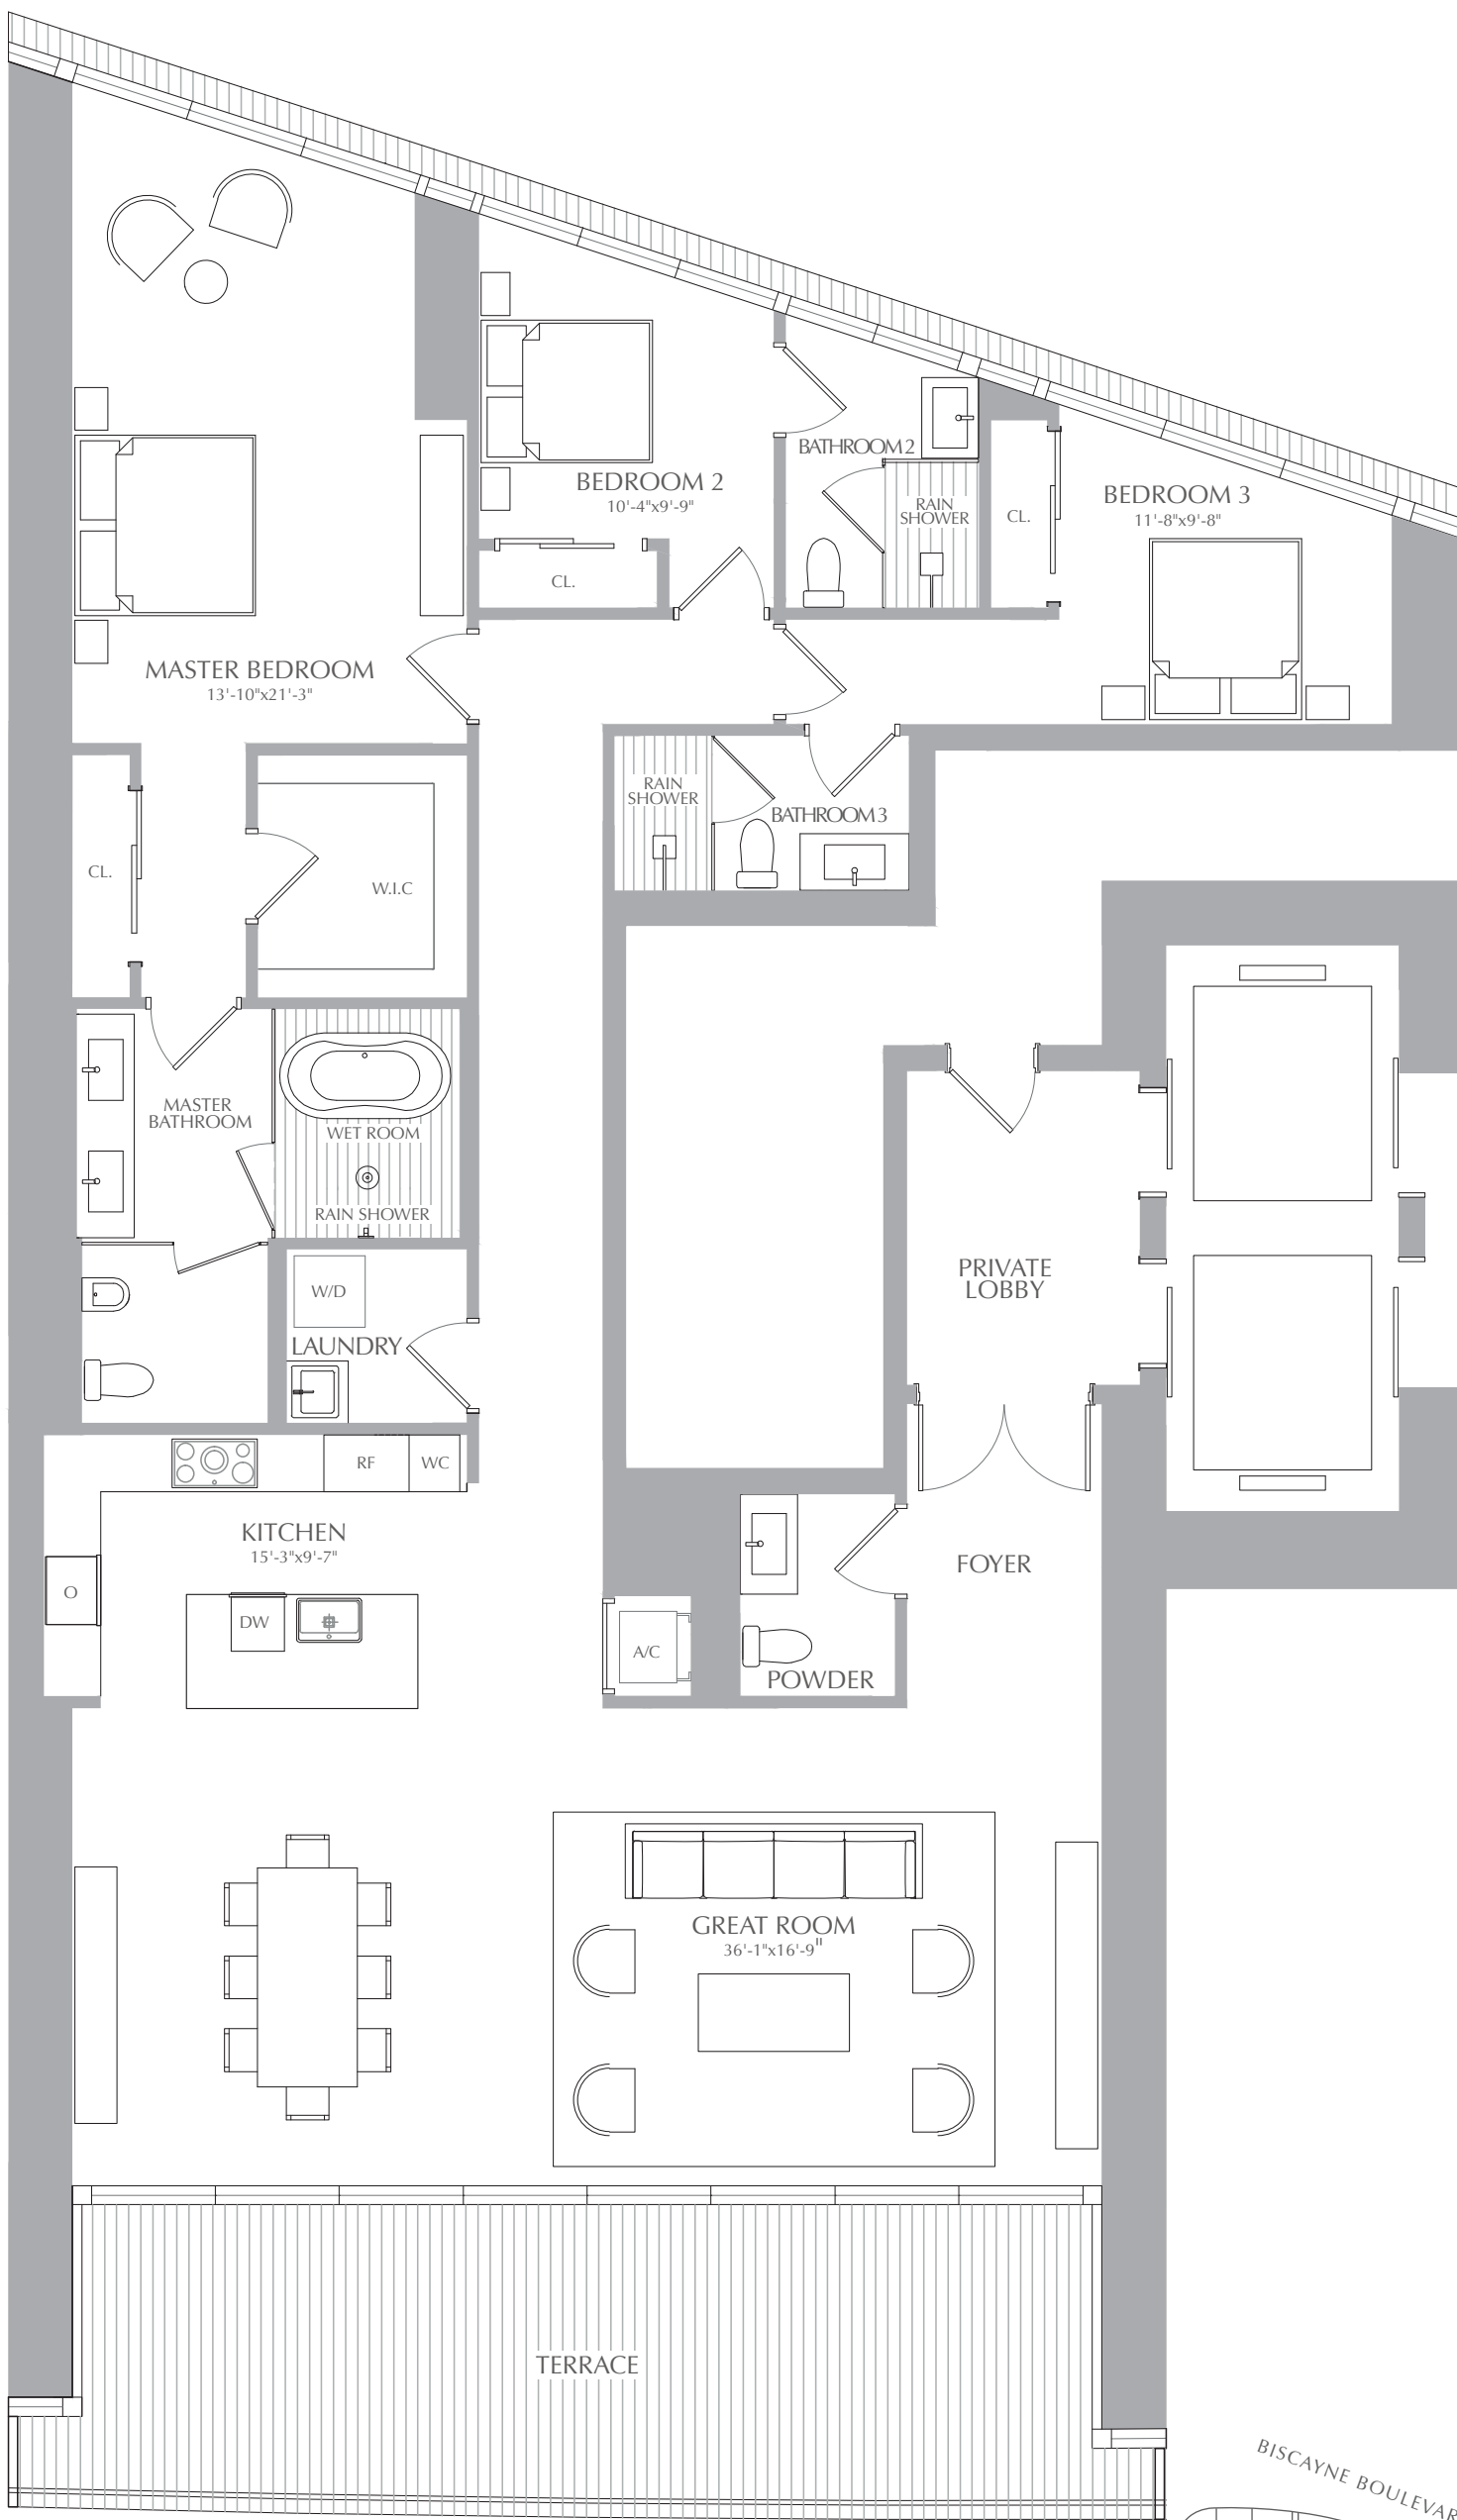 BATHROOM 2
BEDROOM 2
10'-4"x9'-9"
BEDROOM 3
11'-8"x9'-8"
RAIN
SHOWER
CL.
CL.
MASTER BEDROOM
13'-10"x21'-3"
RAIN
SHOWER
BATHROOM 3
CL.
W.I.C
MASTER
BATHROOM
WET ROOM
RAIN SHOWER
PRIVATE
LOBBY
W/D
LAUNDRY
RF
WC
KITCHEN
15'-3"x9'-7"
FOYER
O
DW
A/C
POWDER
GREAT ROOM
36'-1"x16'-9"
TERRACE
BISCAYNE